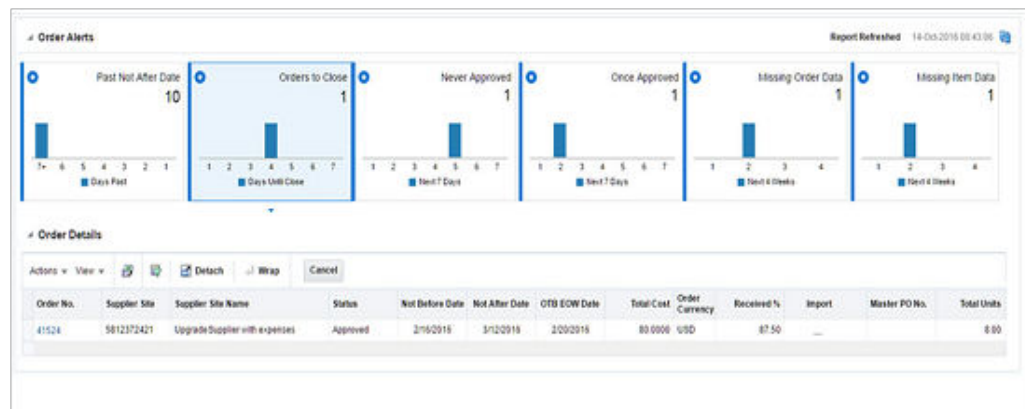 Order Alerts
Report Refreshed 14-Oct-2016 08:43:06
Past Not After Date
10
7+ 6 5 4 3 2 1
Days Past
Orders to Close
1
1 2 3 4 5 6 7
Days Until Close
Never Approved
1
1 2 3 4 5 6 7
Next 7 Days
Once Approved
1
1 2 3 4 5 6 7
Next 7 Days
Missing Order Data
1
1 2 3 4
Next 4 Weeks
Missing Item Data
1
1 2 3 4
Next 4 Weeks
Order Details
Actions View Detach Wrap Cancel
Order No. Supplier Site Supplier Site Name Status Not Before Date Not After Date OTB EOW Date Total Cost Order Currency Received % Import Master PO No. Total Units
41524 5812372421 Upgrade Supplier with expenses Approved 2/16/2016 3/12/2016 2/20/2016 80.0000 USD 87.50 __ 8.00